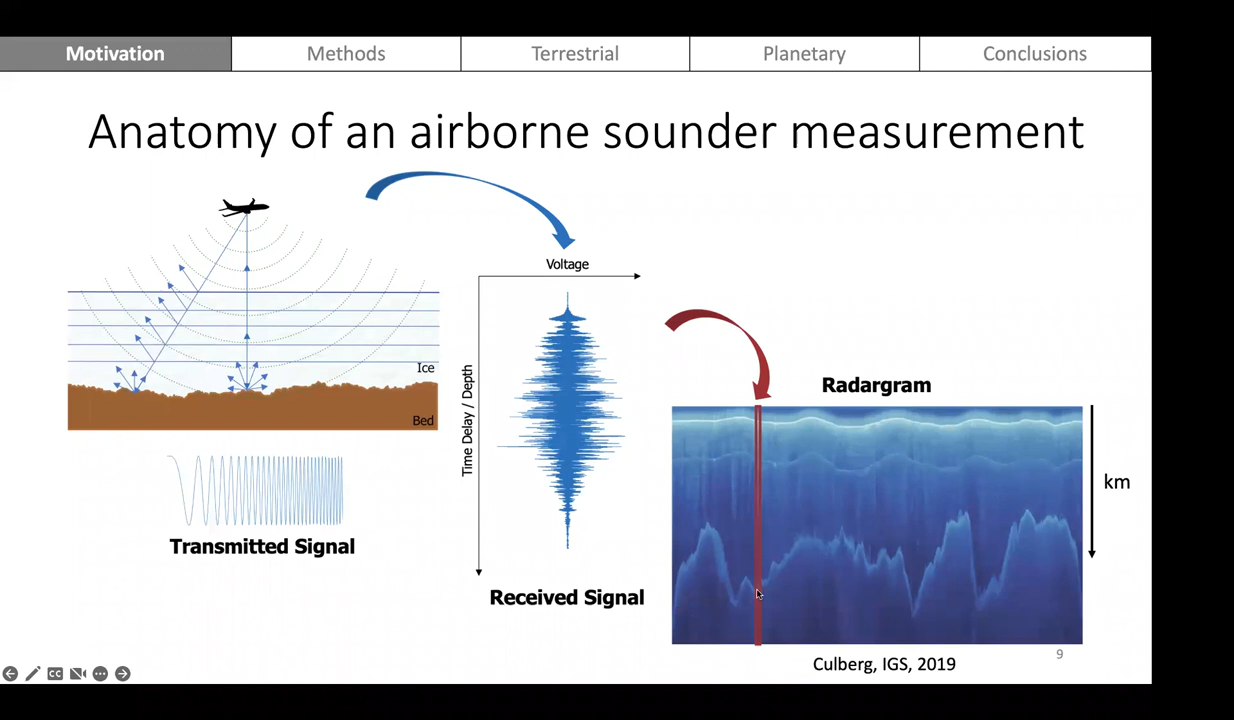 Motivation
Methods
Terrestrial
Planetary
Conclusions
Anatomy of an airborne sounder measurement
Ice
Bed
Transmitted Signal
Voltage
Time Delay / Depth
Received Signal
Radargram
km
Culberg, IGS, 2019
9
CC